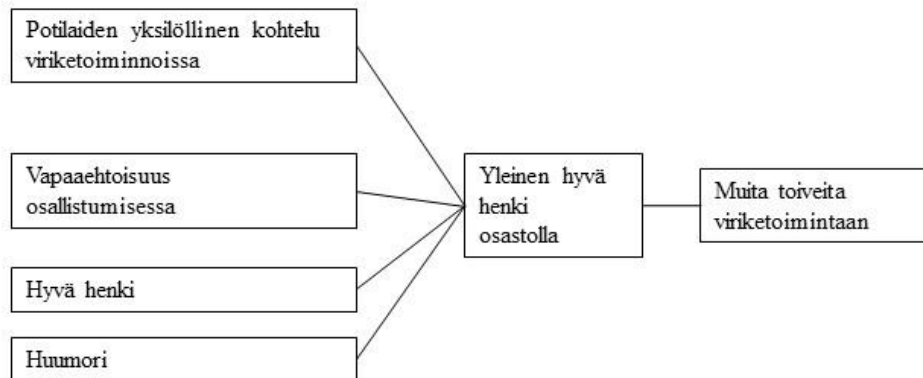 Potilaiden yksilöllinen kohtelu
viriketoiminnoissa
Vapaaehtoisuus
osallistumisessa
Hyvä henki
Huumori
Yleinen hyvä
henki
osastolla
Muita toiveita
viriketoimintaan